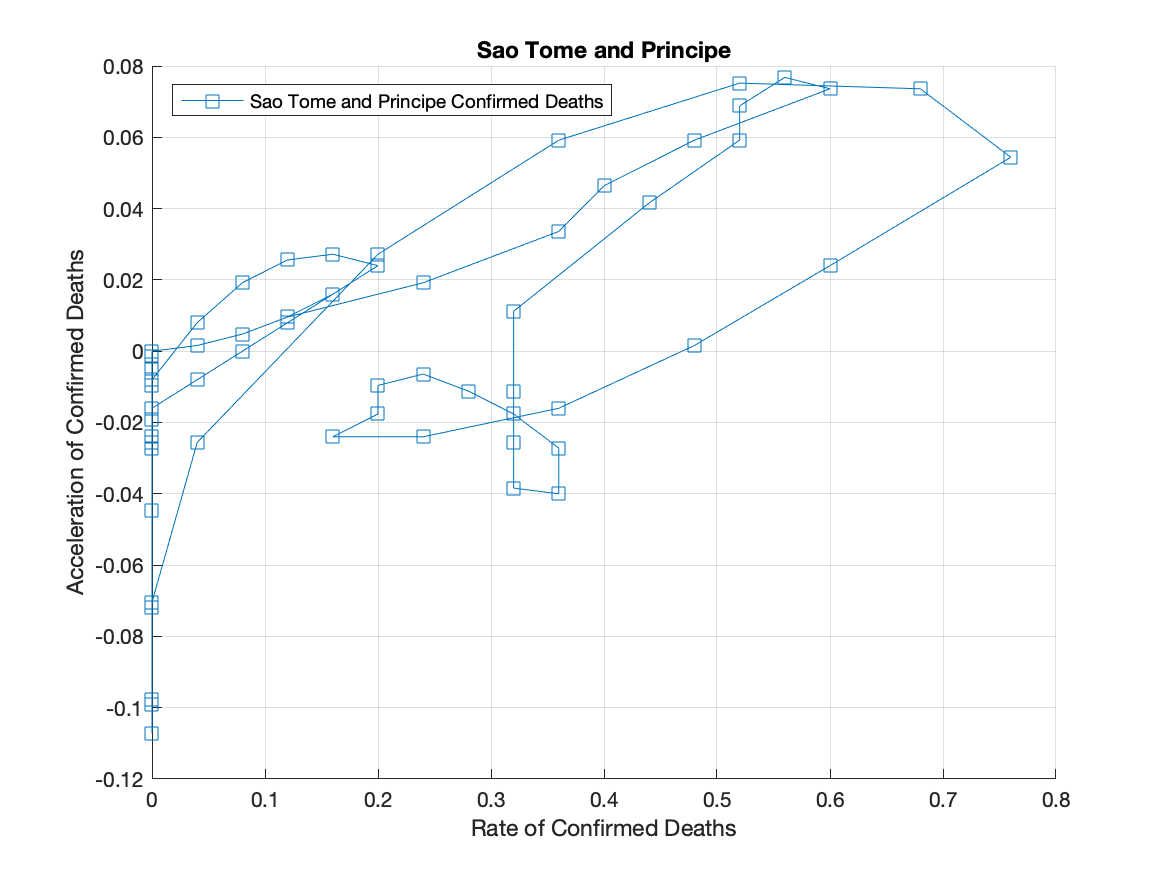 Sao Tome and Principe
Sao Tome and Principe Confirmed Deaths
Acceleration of Confirmed Deaths
0.08
0.06
0.04
0.02
0
-0.02
-0.04
-0.06
-0.08
-0.1
-0.12
0 0.1 0.2 0.3 0.4 0.5 0.6 0.7 0.8
Rate of Confirmed Deaths